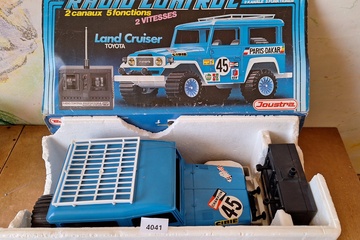 RADIO CONTROL
2 canaux 5 fonctions
2 VITESSES
Land Cruiser
TOYOTA
PARIS-DAKAR
45
Joustra
45
4041